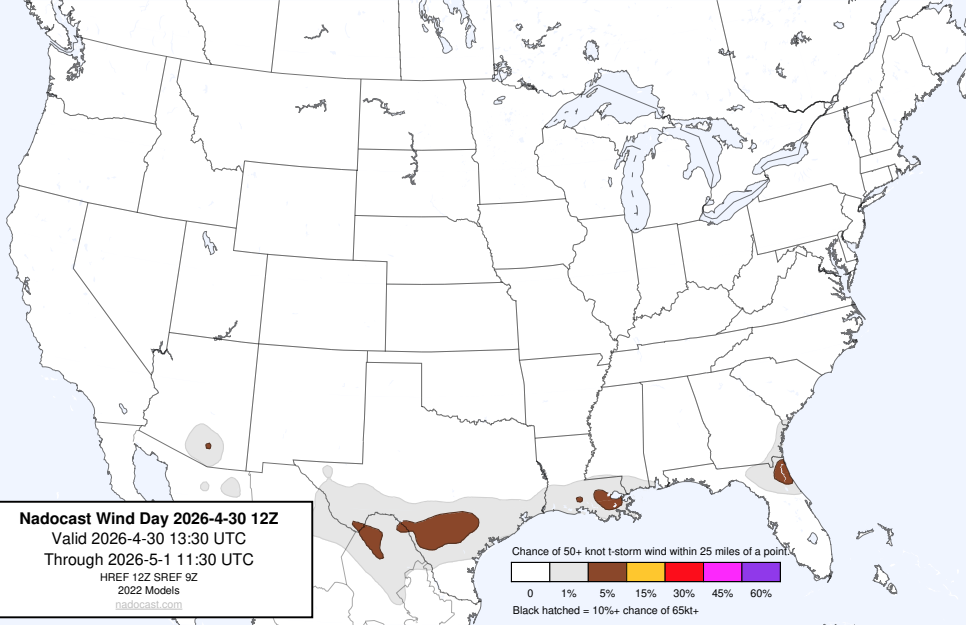 Nadocast Wind Day 2026-4-30 12Z
Valid 2026-4-30 13:30 UTC
Through 2026-5-1 11:30 UTC
HREF 12Z SREF 9Z
2022 Models
nadocast.com
Chance of 50+ knot t-storm wind within 25 miles of a point.
0 1% 5% 15% 30% 45% 60%
Black hatched = 10%+ chance of 65kt+